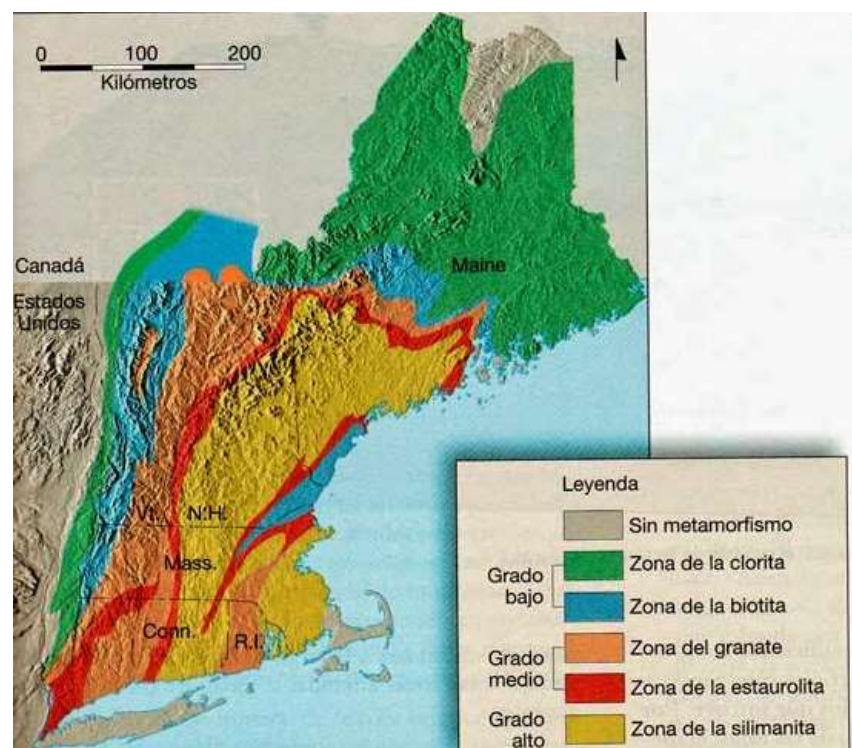 0 100 200
Kilómetros
Canadá
Estados
Unidos
Maine
Vt. N.H.
Mass.
Conn.
R.I.
Leyenda
Sin metamorfismo
Grado
bajo
Zona de la clorita
Zona de la biotita
Grado
medio
Zona del granate
Zona de la estaurolita
Grado
alto
Zona de la silimanita